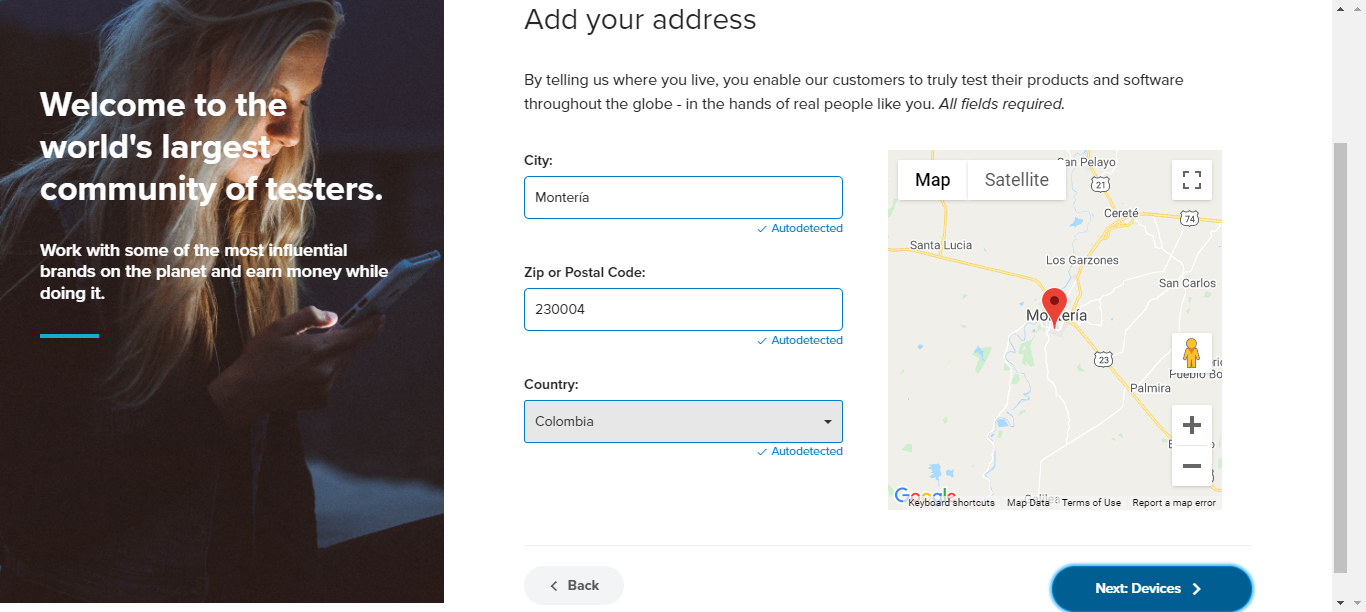 Welcome to the
world's largest
community of testers.
Work with some of the most influential
brands on the planet and earn money while
doing it.
Add your address
By telling us where you live, you enable our customers to truly test their products and software
throughout the globe - in the hands of real people like you. All fields required.
City:
Montería
Autodetected
Zip or Postal Code:
230004
Autodetected
Country:
Colombia
Autodetected
Map Satellite
San Pelayo
21
Cereté
74
Santa Lucia
Los Garzones
San Carlos
Montería
23
Palmira
Google
Keyboard shortcuts Map Data Terms of Use Report a map error
Back
Next: Devices